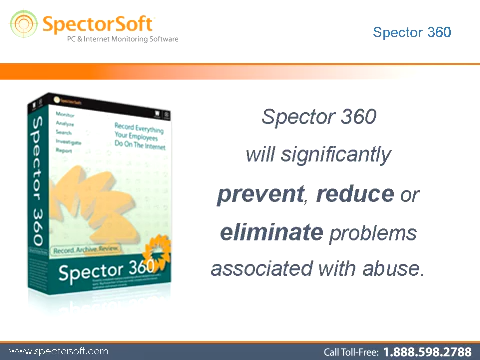 SpectorSoft
PC & Internet Monitoring Software
Spector 360
SpectorSoft
Monitor
Analyze
Search
Investigate
Report
Record Everything
Your Employees
Do On The Internet
Spector 360
Record. Archive. Review.
Spector 360
Spector 360
will significantly
prevent, reduce or
eliminate problems
associated with abuse.
www.spectorsoft.com
Call Toll-Free: 1.888.598.2788